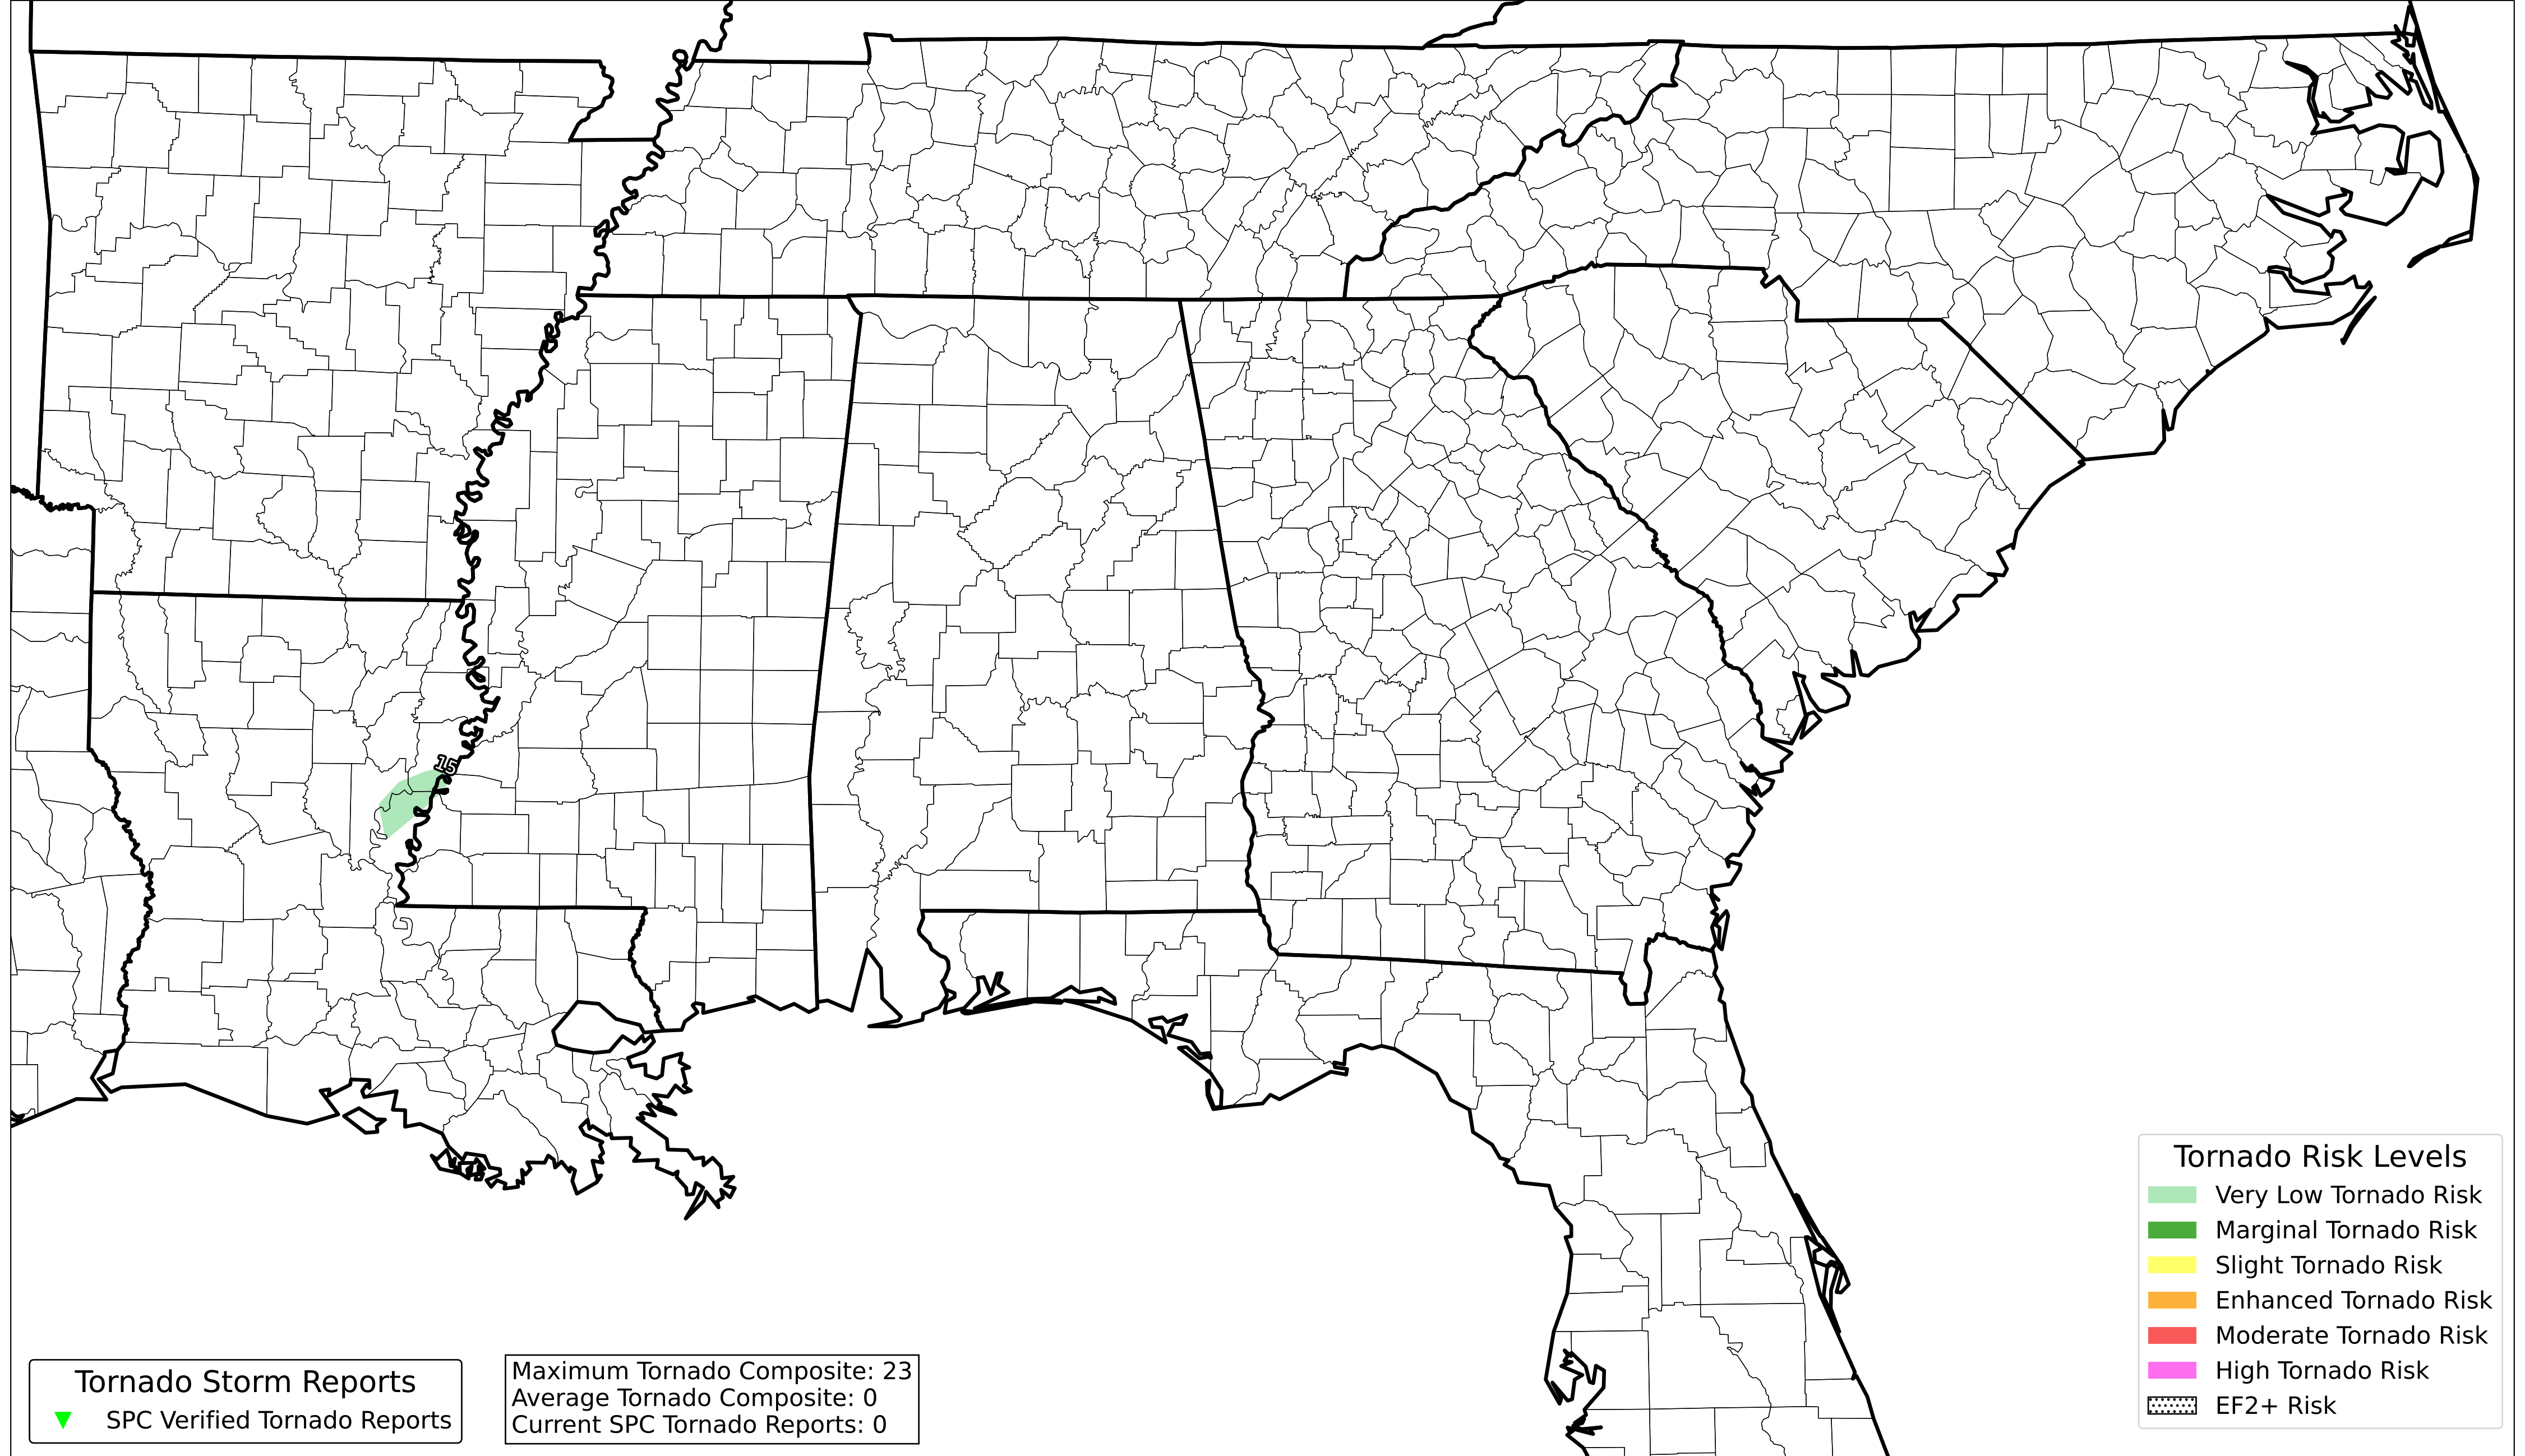 15
Tornado Risk Levels
Very Low Tornado Risk
Marginal Tornado Risk
Slight Tornado Risk
Enhanced Tornado Risk
Moderate Tornado Risk
High Tornado Risk
EF2+ Risk
Tornado Storm Reports
SPC Verified Tornado Reports
Maximum Tornado Composite: 23
Average Tornado Composite: 0
Current SPC Tornado Reports: 0